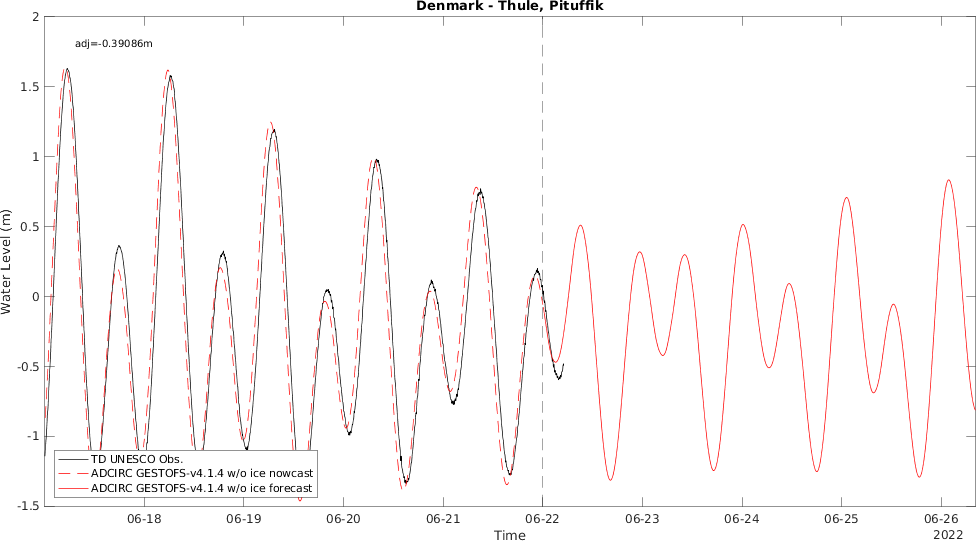 Denmark - Thule, Pituffik
adj=-0.39086m
Water Level (m)
2
1.5
1
0.5
0
-0.5
-1
-1.5
TD UNESCO Obs.
ADCIRC GESTOFS-v4.1.4 w/o ice nowcast
ADCIRC GESTOFS-v4.1.4 w/o ice forecast
06-18 06-19 06-20 06-21 06-22 06-23 06-24 06-25 06-26
Time
2022